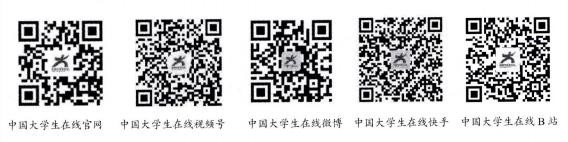 中国大学生在线官网
中国大学生在线视频号
中国大学生在线微博
中国大学生在线快手
中国大学生在线 B 站